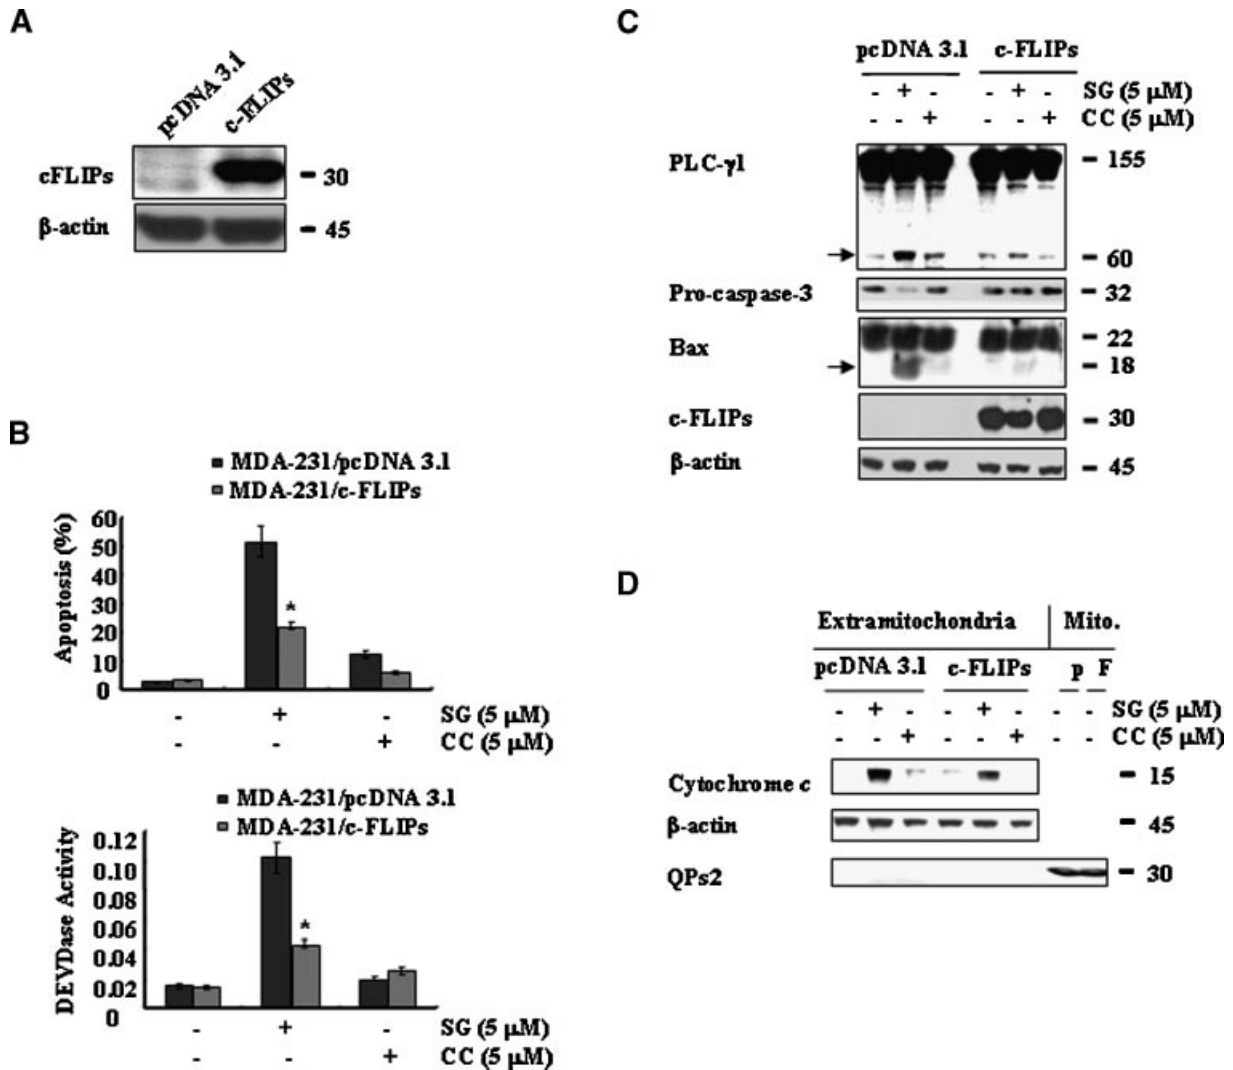 A
pcDNA 3.1
c-FLIPs
cFLIPs
30
β-actin
45
B
MDA-231/pcDNA 3.1
MDA-231/c-FLIPs
Apoptosis (%)
60
50
40
30
20
10
0
*
- + - SG (5 μM)
- - + CC (5 μM)
MDA-231/pcDNA 3.1
MDA-231/c-FLIPs
DEVDase Activity
0.12
0.10
0.08
0.06
0.04
0.02
0
*
- + - SG (5 μM)
- - + CC (5 μM)
C
pcDNA 3.1 c-FLIPs
- + - - + - SG (5 μM)
- - + - - + CC (5 μM)
PLC-γ1 155
60
Pro-caspase-3 32
Bax 22
18
c-FLIPs 30
β-actin 45
D
Extramitochondria Mito.
pcDNA 3.1 c-FLIPs p F
- + - - + - - - SG (5 μM)
- - + - - + - - CC (5 μM)
Cytochrome c 15
β-actin 45
QPs2 30